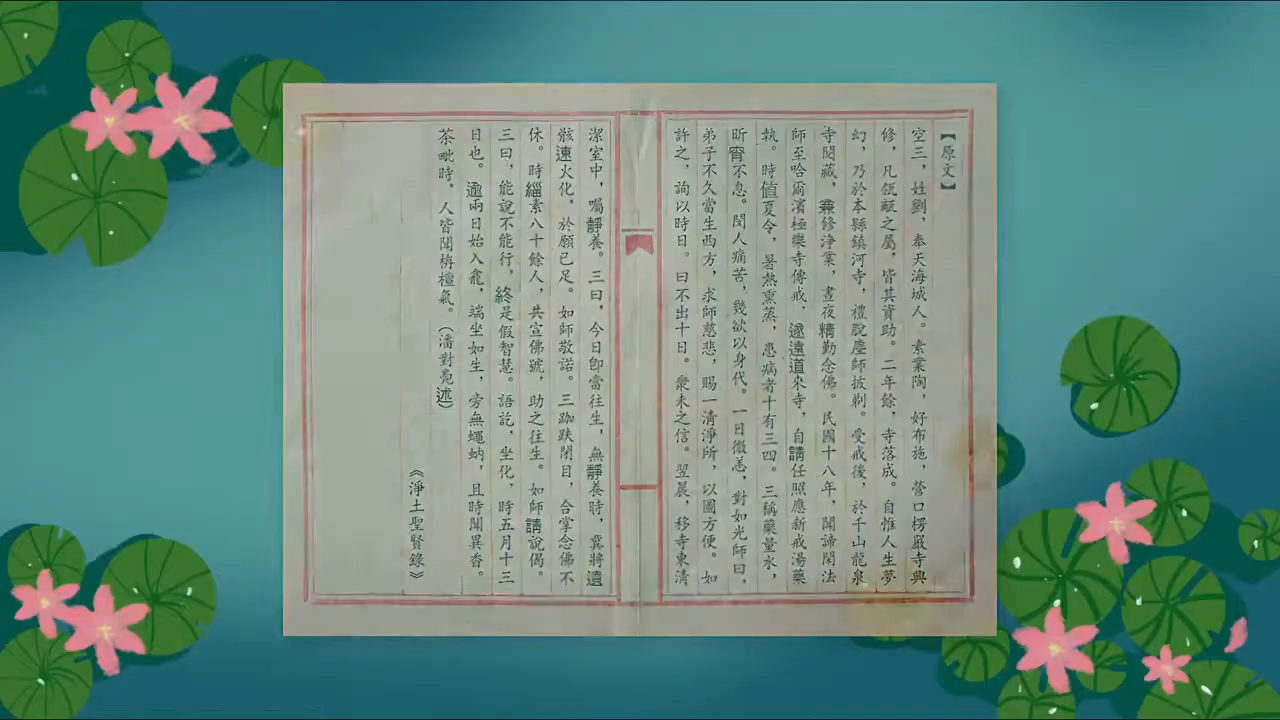 【原文】
空三，姓劉，奉天海城人。素業陶，好布施，營口楞嚴寺興
修，凡瓴甋之屬，皆其資助。二年餘，寺落成。自惟人生夢
幻，乃於本縣鎮河寺，禮脫塵師披剃。受戒後，於千山龍泉
寺閱藏，兼修淨業，晝夜精勤念佛。民國十八年，聞諦閑法
師至哈爾濱極樂寺傳戒，遂遠道來寺，自請任照應新戒湯藥
執。時值夏令，暑熱熏蒸，患病者十有三四。三稱藥量水，
昕宵不息。閔人痛苦，幾欲以身代。一日微恙，對如光師曰，
弟子不久當生西方，求師慈悲，賜一清淨所，以圖方便。如
許之，詢以時日。曰不出十日。衆未之信。翌晨，移寺東清
潔室中，囑靜養。三曰，今日卽當往生，無靜養時，冀將遺
骸速火化，於願已足。如師敬諾。三跏趺閉目，合掌念佛不
休。時緇素八十餘人，共宣佛號，助之往生。如師請說偈。
三曰，能說不能行，終是假智慧。語訖，坐化，時五月十三
日也。逾兩日始入龕，端坐如生，旁無蠅蚋，且時聞異香。
荼毗時，人皆聞栴檀氣。（潘對鳧述）
《淨土聖賢錄》